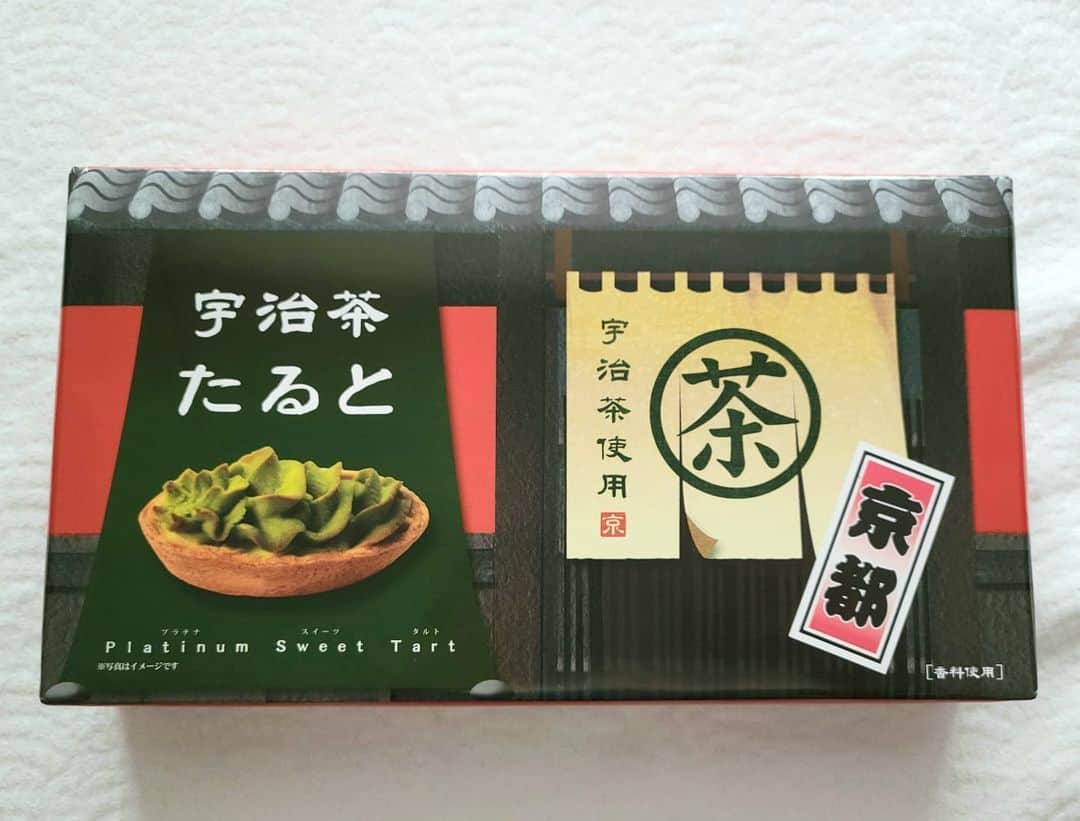 宇治茶
たると
プラチナ スイーツ タルト
Platinum Sweet Tart
※写真はイメージです
宇治茶使用
京
茶
京都
[香料使用]